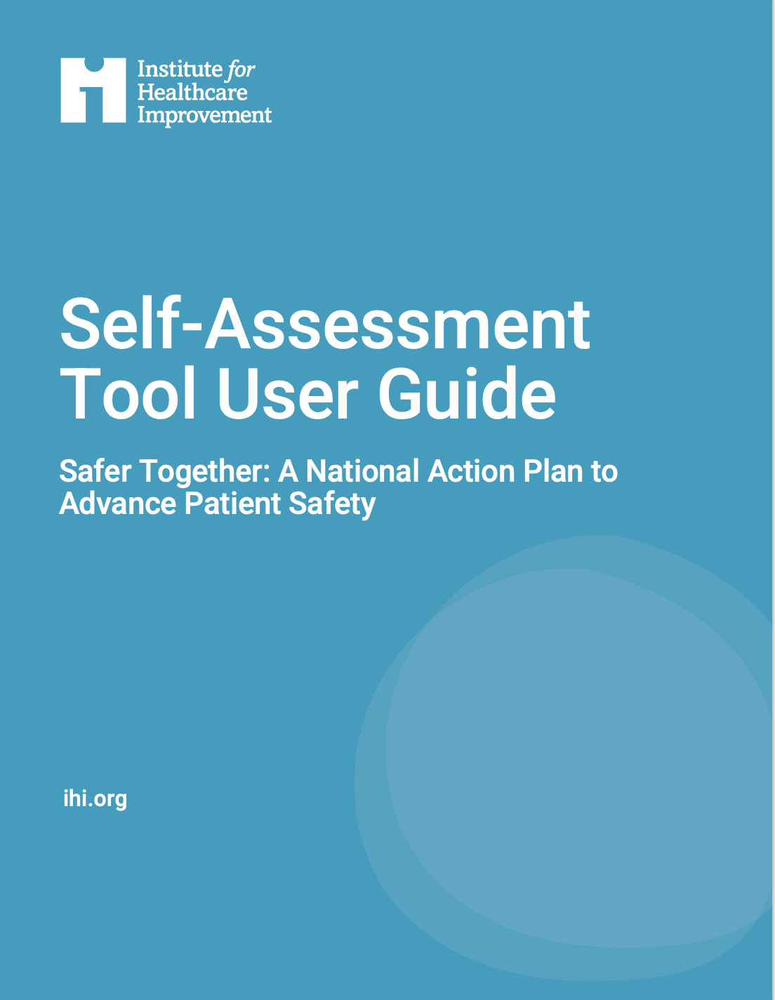 Institute for
Healthcare
Improvement
Self-Assessment
Tool User Guide
Safer Together: A National Action Plan to
Advance Patient Safety
ihi.org